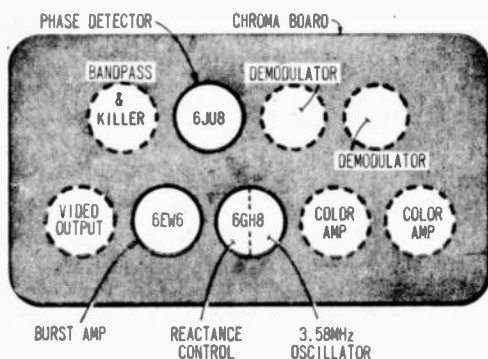 PHASE DETECTOR
CHROMA BOARD
BANDPASS
&
KILLER
6JU8
DEMODULATOR
DEMODULATOR
VIDEO
OUTPUT
6EW6
6GH8
COLOR
AMP
COLOR
AMP
BURST AMP
REACTANCE
CONTROL
3.58MHz
OSCILLATOR